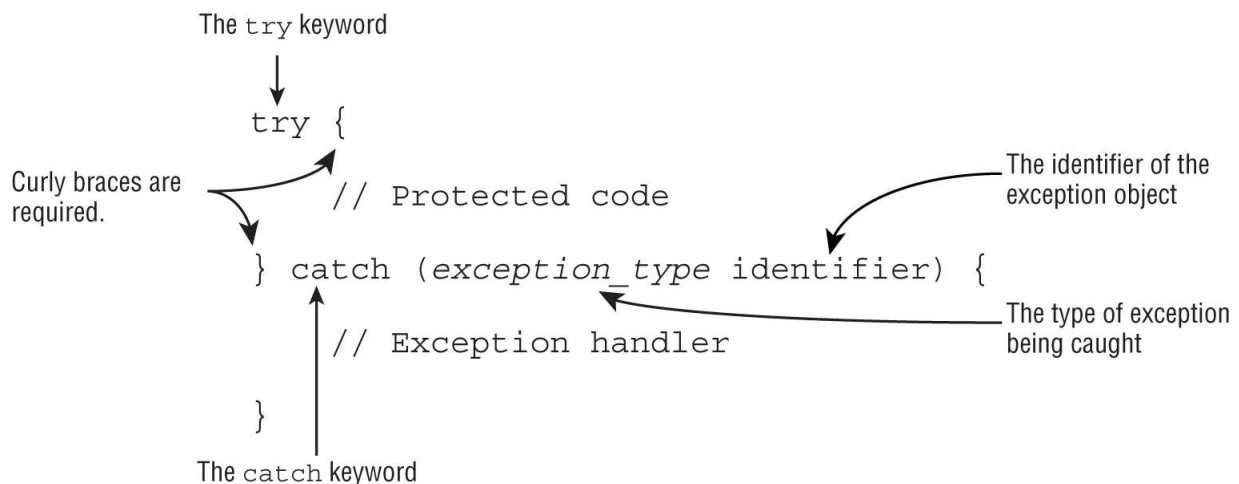 The try keyword
try {
Curly braces are
required.
// Protected code
The identifier of the
exception object
} catch (exception_type identifier) {
The type of exception
being caught
// Exception handler
}
The catch keyword